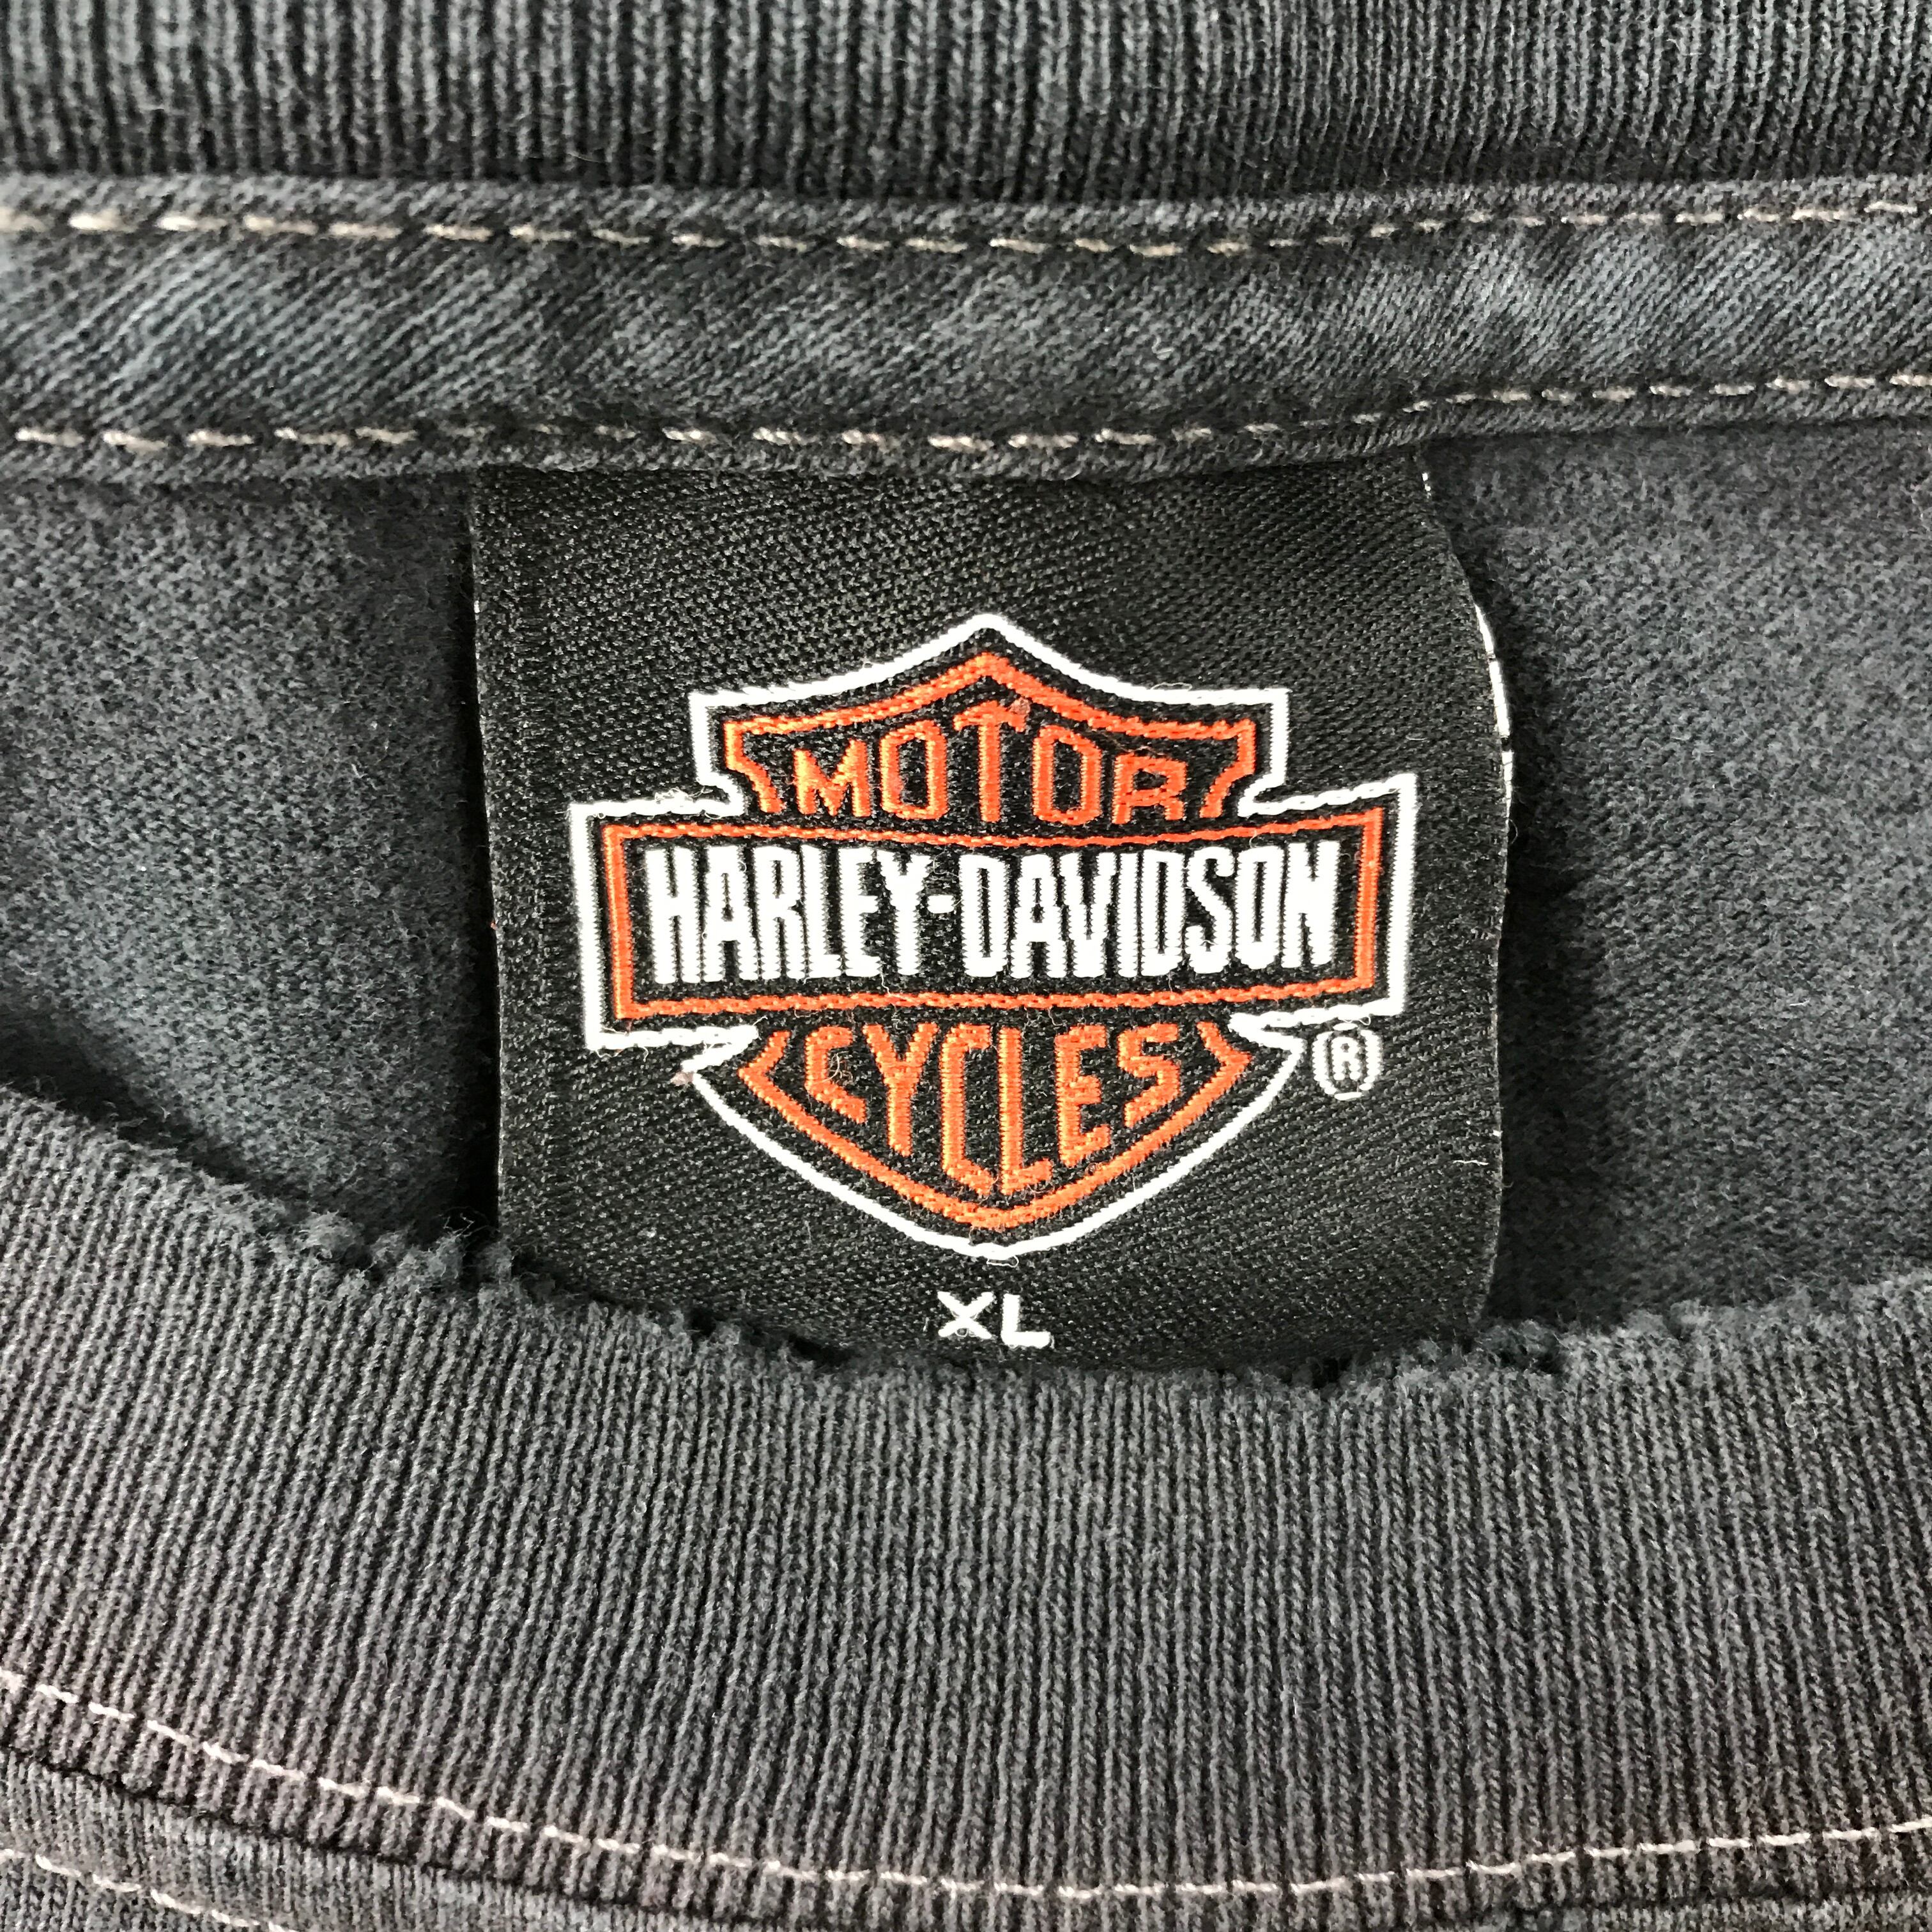 MOTOR
HARLEY-DAVIDSON
CYCLES
®
XL